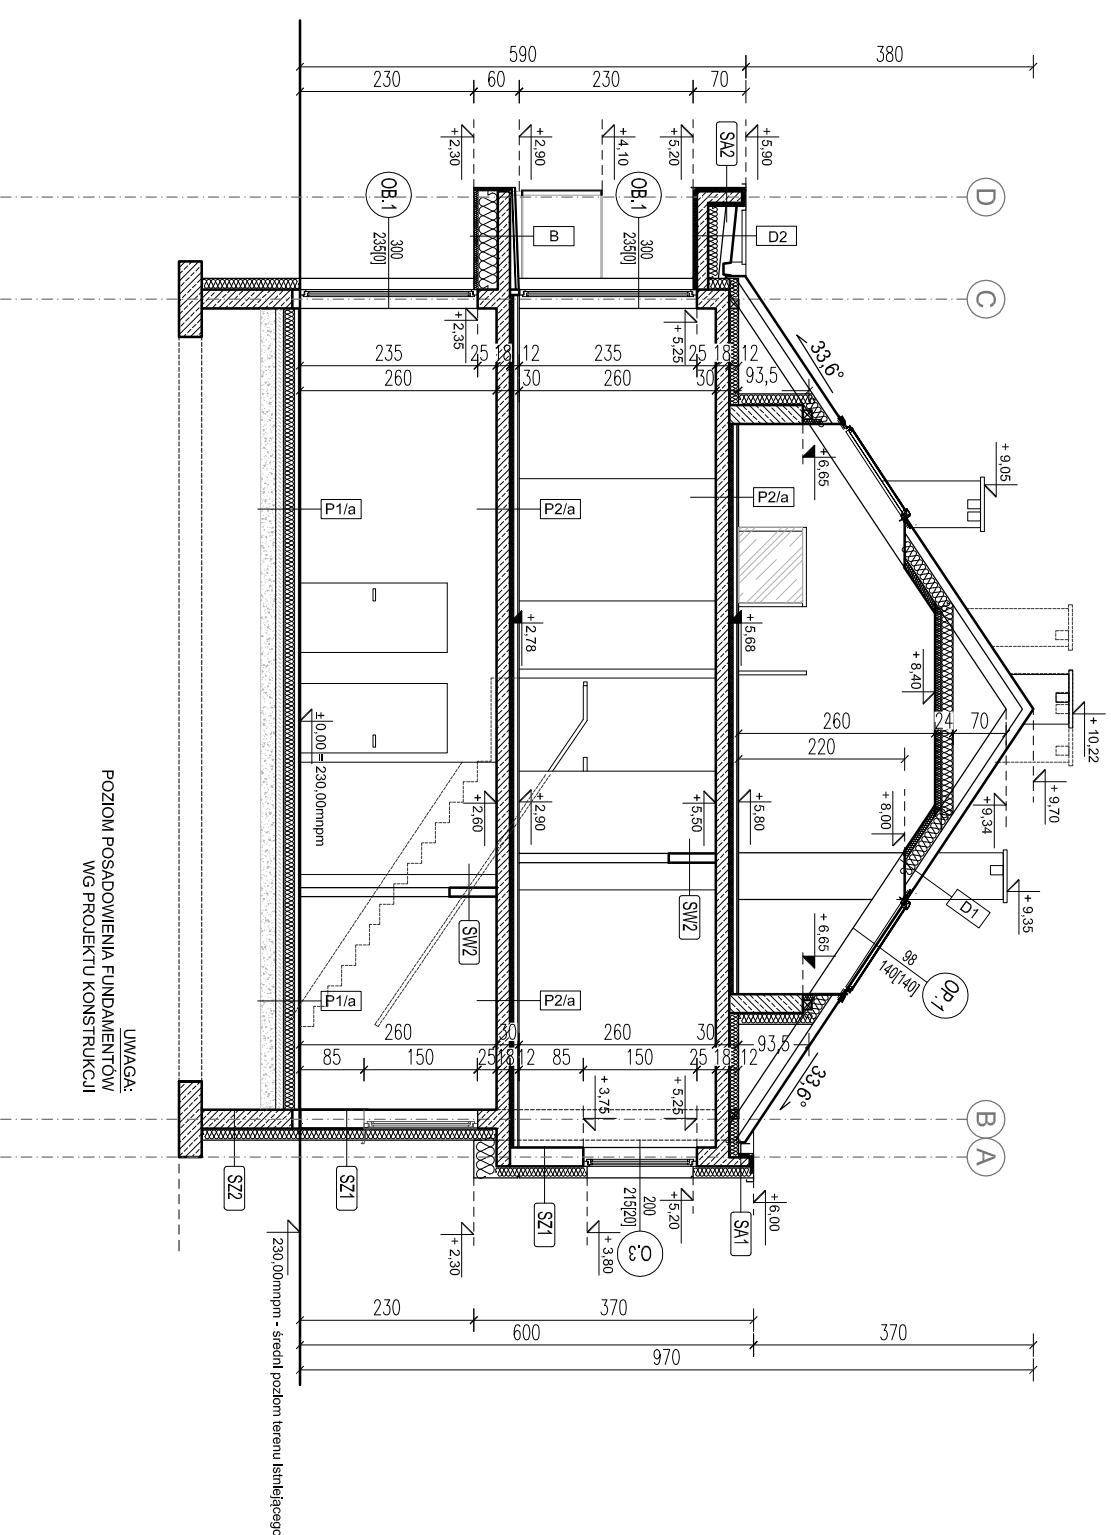 590
380
230
60
230
70
+ 2,30
+ 2,90
+ 4,10
+ 5,20
+ 5,90
SA2
D
OB.1
300
235[0]
B
OB.1
300
235[0]
D2
C
+ 2,35
+ 5,25
235
25
18
12
235
25
18
12
260
30
260
30
93,5
33,6°
+ 6,65
+ 9,05
P1/a
P2/a
P2/a
+ 2,78
+ 5,68
+ 8,40
±0,00 = 230,00mnpm
260
24
70
220
+ 10,22
+ 9,70
+ 9,34
+ 8,00
+ 2,60
+ 2,90
+ 5,50
+ 5,80
+ 9,35
D1
SW2
SW2
+ 6,65
98
140[140]
OP.1
P1/a
P2/a
260
30
260
30
93,5
85
150
25
18
12
85
150
25
18
12
33,6°
+ 3,75
+ 5,25
B
A
SZ2
SZ1
SZ1
200
215[20]
O.3
SA1
+ 5,20
+ 6,00
+ 2,30
+ 3,80
230,00mnpm - średni poziom terenu istniejącego
230
370
600
370
970
UWAGA:
POZIOM POSADOWIENIA FUNDAMENTÓW
WG PROJEKTU KONSTRUKCJI